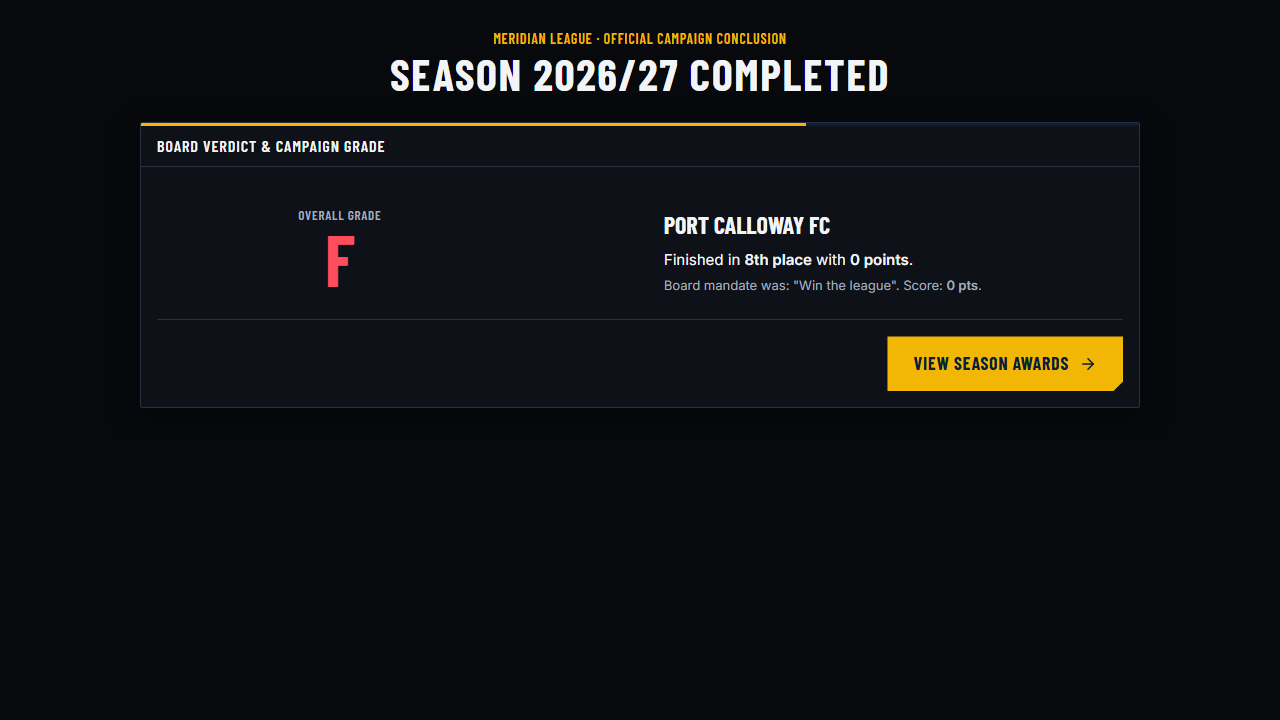 MERIDIAN LEAGUE · OFFICIAL CAMPAIGN CONCLUSION
SEASON 2026/27 COMPLETED
BOARD VERDICT & CAMPAIGN GRADE
OVERALL GRADE
F
PORT CALLOWAY FC
Finished in 8th place with 0 points.
Board mandate was: "Win the league". Score: 0 pts.
VIEW SEASON AWARDS →